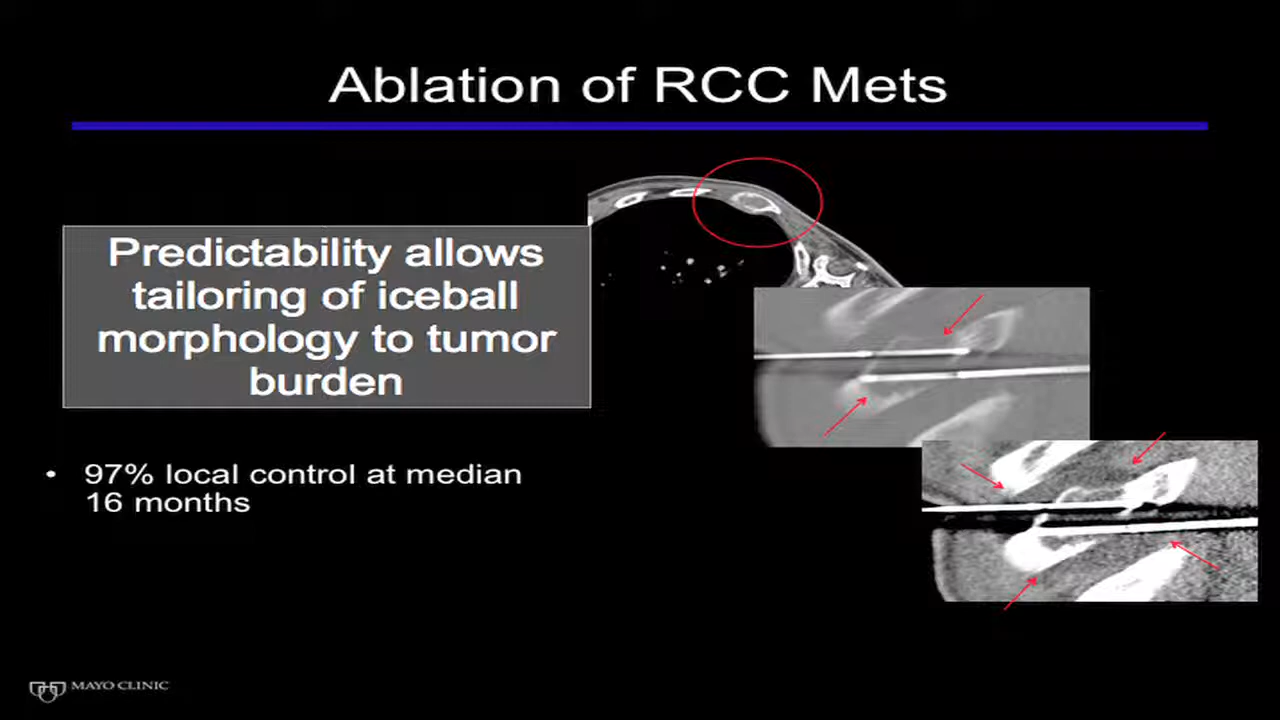 Ablation of RCC Mets
Predictability allows
tailoring of iceball
morphology to tumor
burden
• 97% local control at median
16 months
MAYO CLINIC